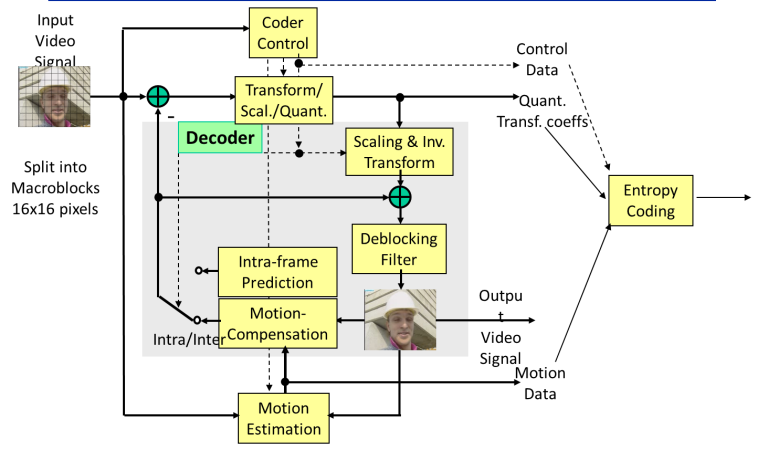 Input
Video
Signal
Split into
Macroblocks
16x16 pixels
Coder
Control
Transform/
Scal./Quant.
-
Decoder
Scaling & Inv.
Transform
Deblocking
Filter
Intra-frame
Prediction
Motion-
Compensation
Intra/Inter
Motion
Estimation
Control
Data
Quant.
Transf. coeffs
Entropy
Coding
Outpu
t
Video
Signal
Motion
Data